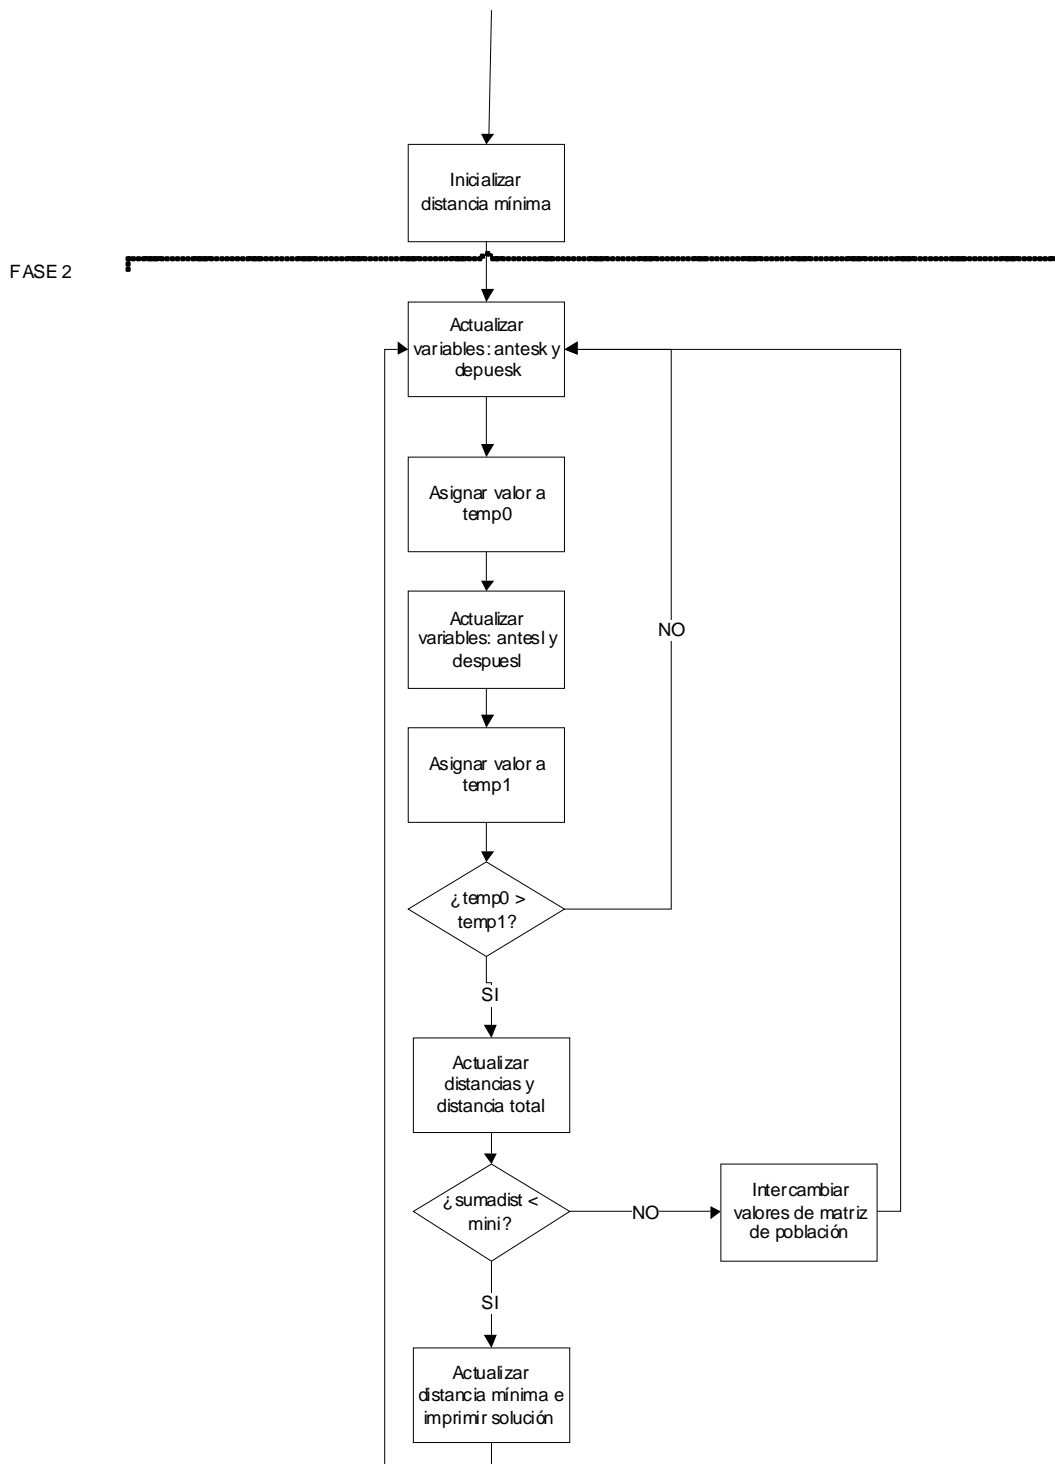 Inicializar
distancia mínima
FASE 2
Actualizar
variables: antesk y
depuesk
Asignar valor a
temp0
Actualizar
variables: antesl y
despuesl
NO
Asignar valor a
temp1
¿temp0 >
temp1?
SI
Actualizar
distancias y
distancia total
¿sumadist <
mini?
NO
Intercambiar
valores de matriz
de población
SI
Actualizar
distancia mínima e
imprimir solución